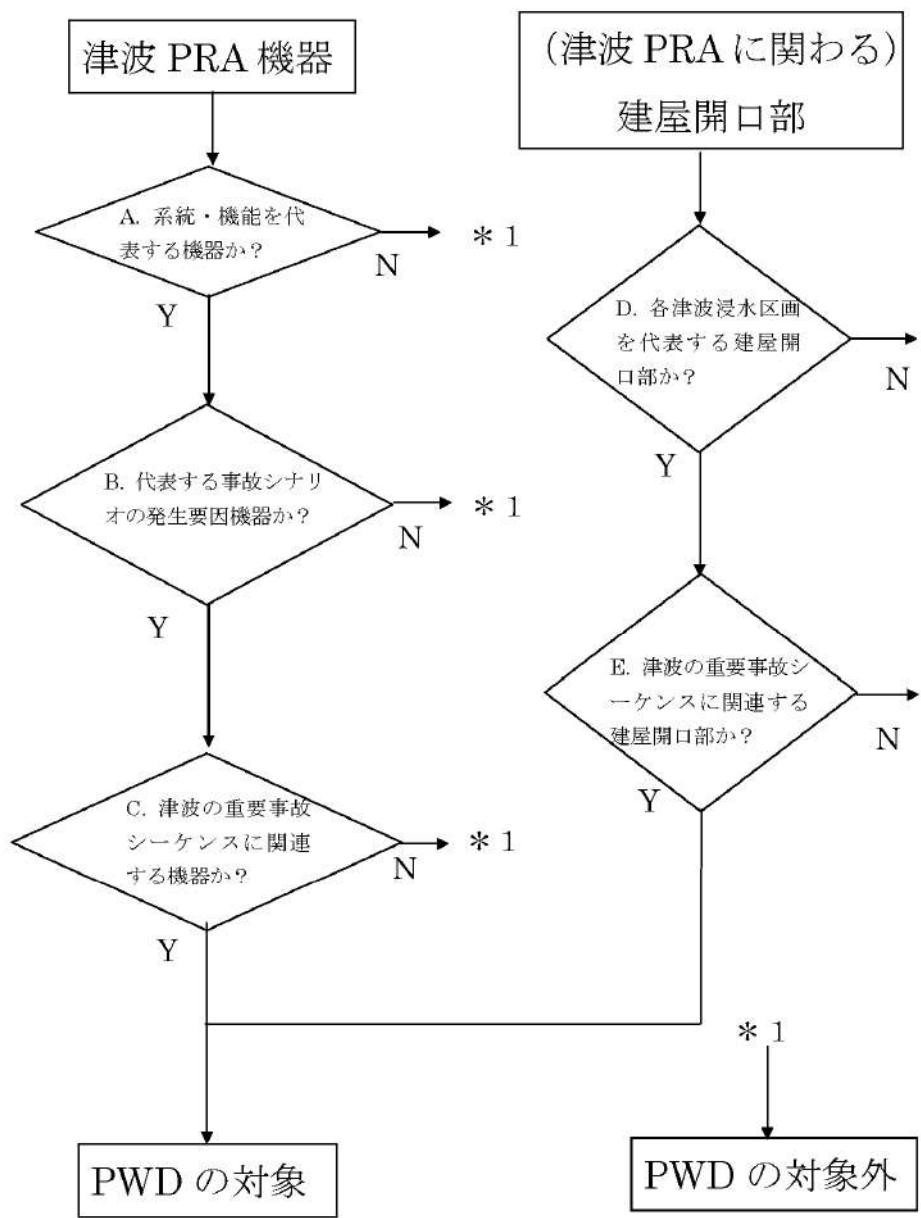 津波 PRA 機器
A. 系統・機能を代
表する機器か？
N
＊1
Y
B. 代表する事故シナリ
オの発生要因機器か？
N
＊1
Y
C. 津波の重要事故
シーケンスに関連
する機器か？
N
＊1
Y
PWD の対象
（津波 PRA に関わる）
建屋開口部
D. 各津波浸水区画
を代表する建屋開
口部か？
N
Y
E. 津波の重要事故シ
ーケンスに関連する
建屋開口部か？
N
Y
＊1
PWD の対象外